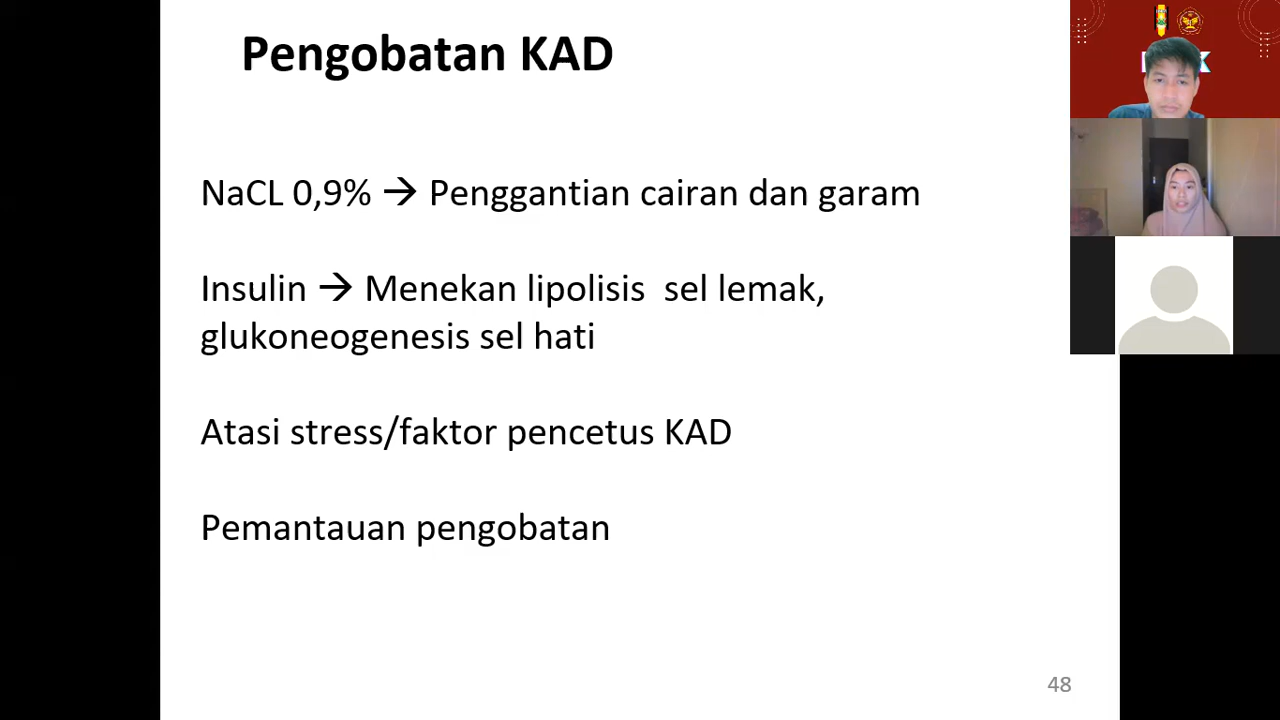 Pengobatan KAD
NaCL 0,9% → Penggantian cairan dan garam
Insulin → Menekan lipolisis sel lemak,
glukoneogenesis sel hati
Atasi stress/faktor pencetus KAD
Pemantauan pengobatan
48